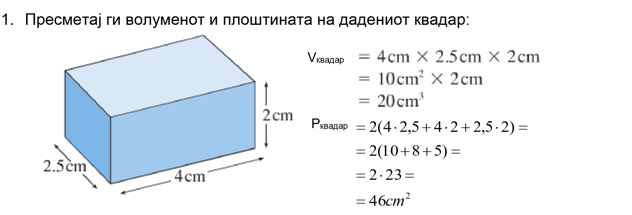 1. Пресметај ги волуменот и плоштината на дадениот квадар:
Vквадар = 4cm × 2.5cm × 2cm
= 10cm² × 2cm
= 20cm³
Pквадар = 2(4·2,5+4·2+2,5·2) =
= 2(10+8+5) =
= 2·23 =
= 46cm²
2cm
2.5cm
4cm